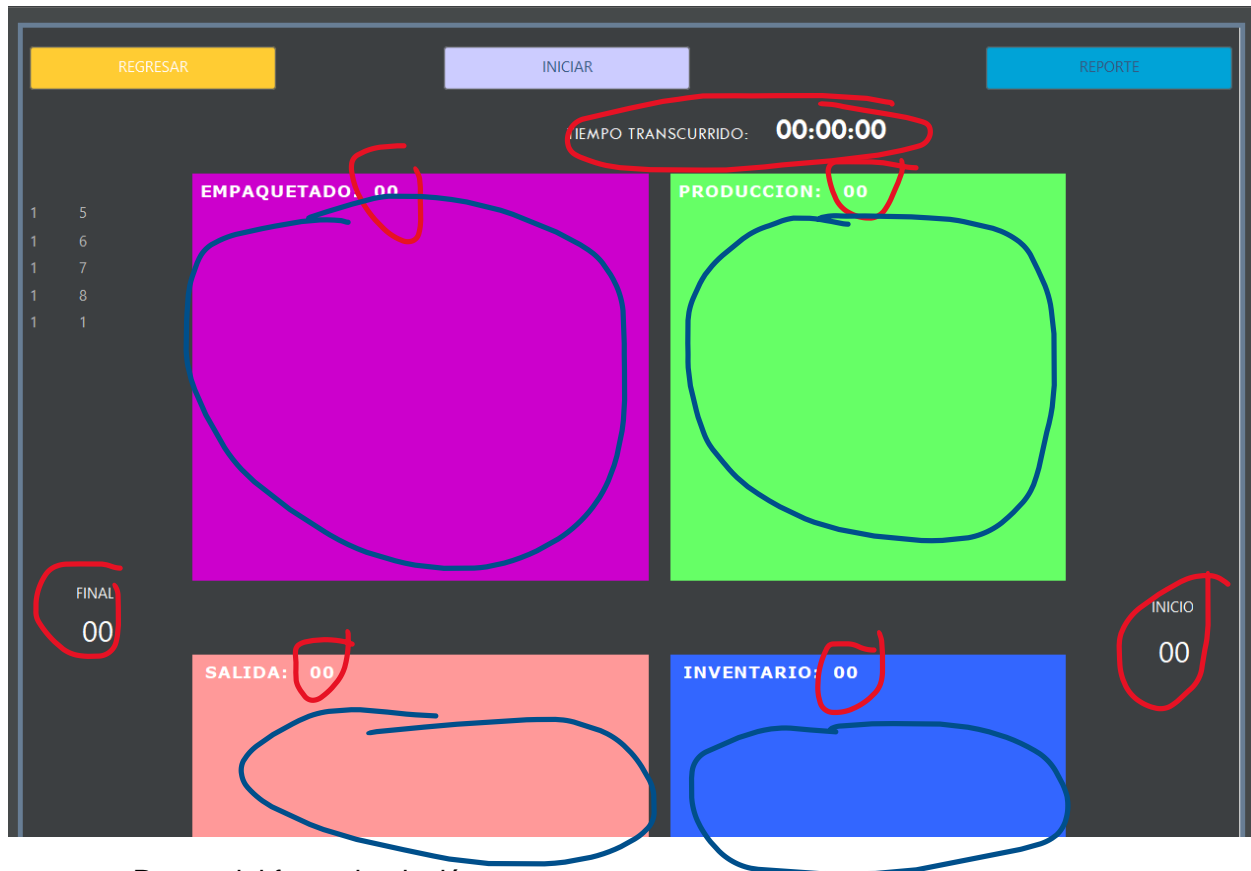 REGRESAR INICIAR REPORTE
TIEMPO TRANSCURRIDO: 00:00:00
EMPAQUETADO: 00 PRODUCCION: 00
1 5
1 6
1 7
1 8
1 1
FINAL
00
INICIO
00
SALIDA: 00 INVENTARIO: 00